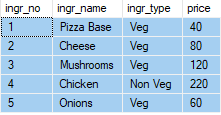 ingr_no ingr_name ingr_type price
1 Pizza Base Veg 40
2 Cheese Veg 80
3 Mushrooms Veg 120
4 Chicken Non Veg 220
5 Onions Veg 60